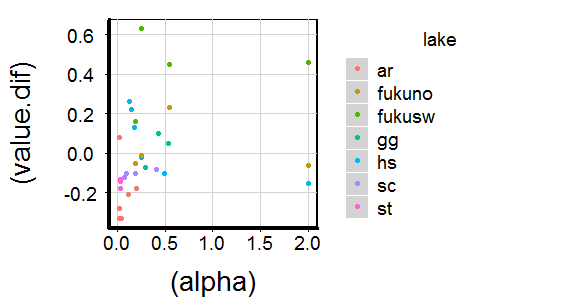 lake
0.6
0.4
0.2
0.0
-0.2
(value.dif)
0.0 0.5 1.0 1.5 2.0
(alpha)
ar
fukuno
fukusw
gg
hs
sc
st